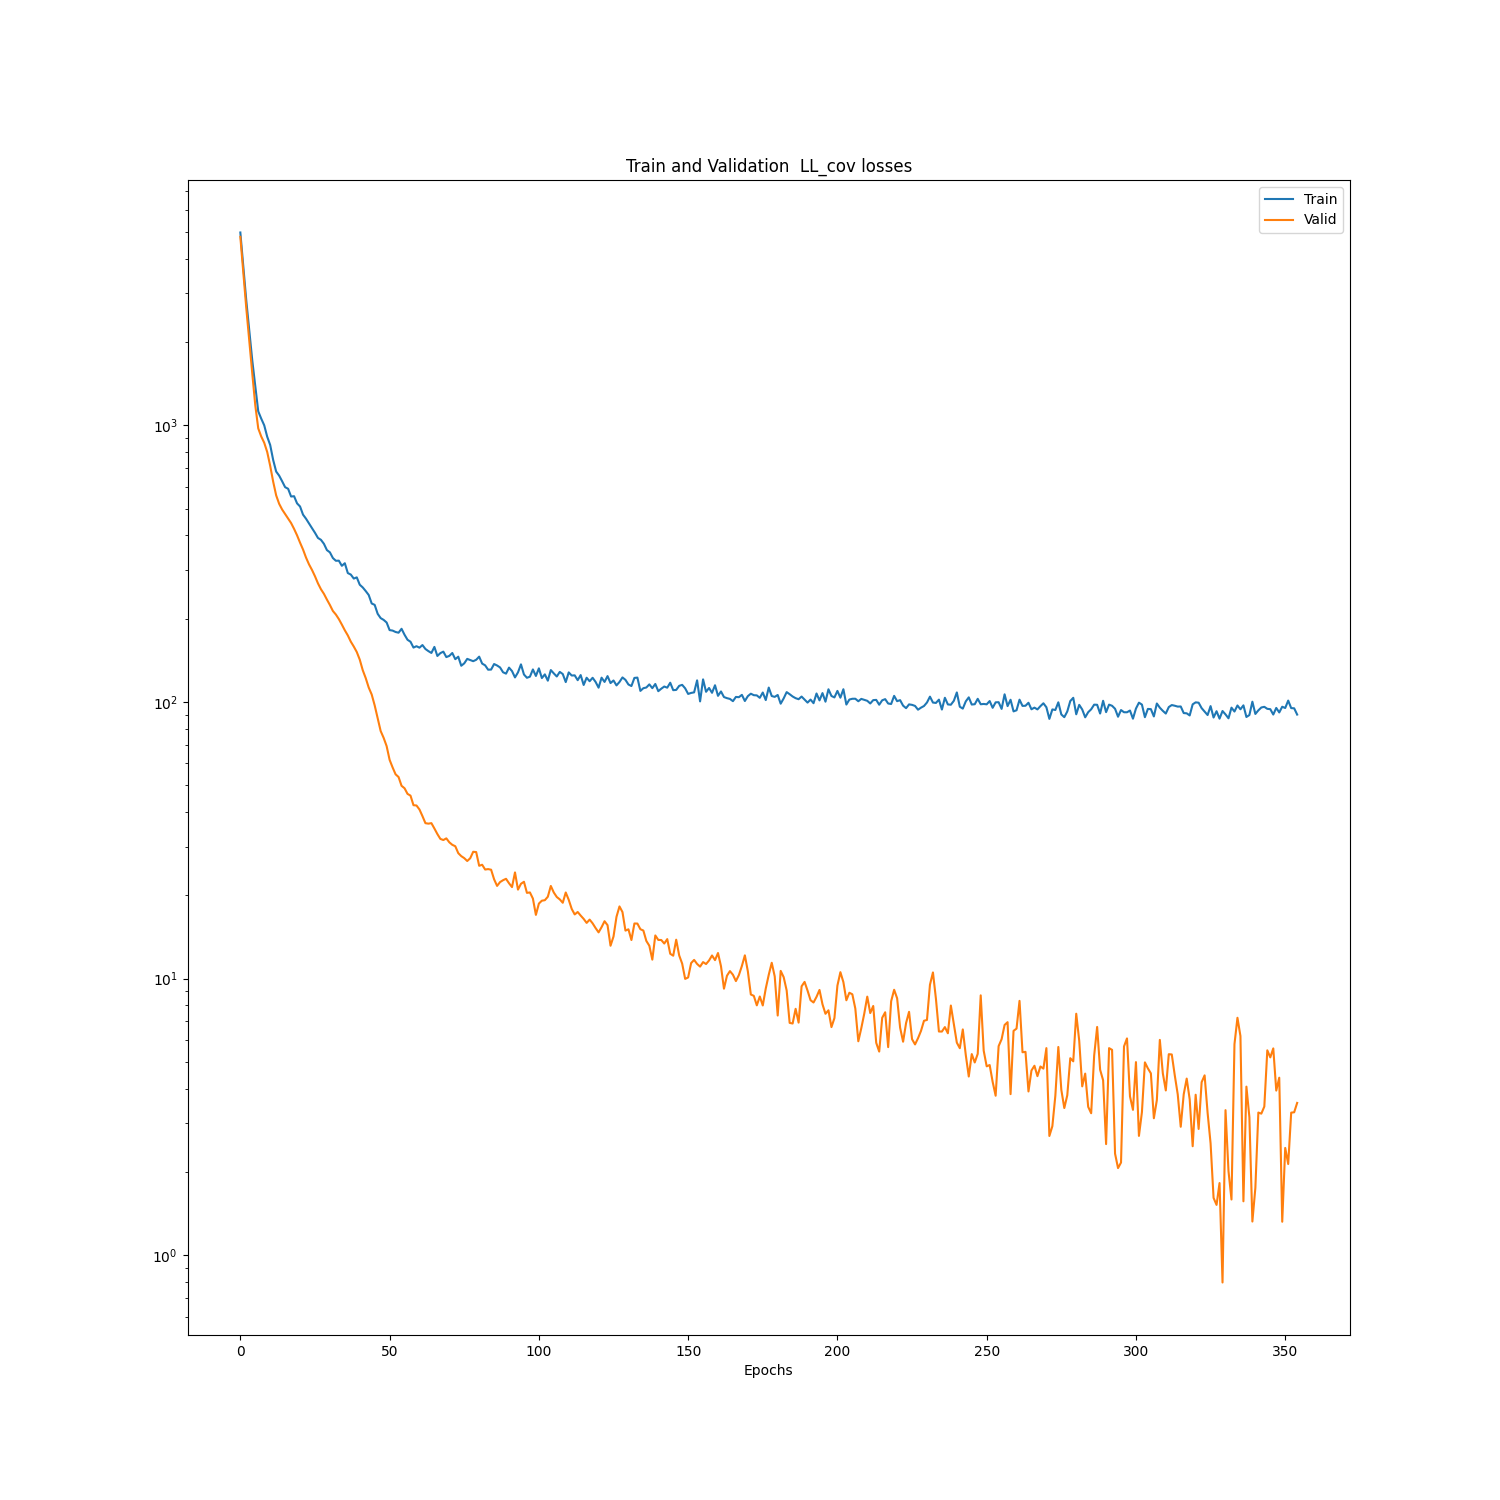 Train and Validation  LL_cov losses
Train
Valid
10³
10²
10¹
10⁰
0 50 100 150 200 250 300 350
Epochs